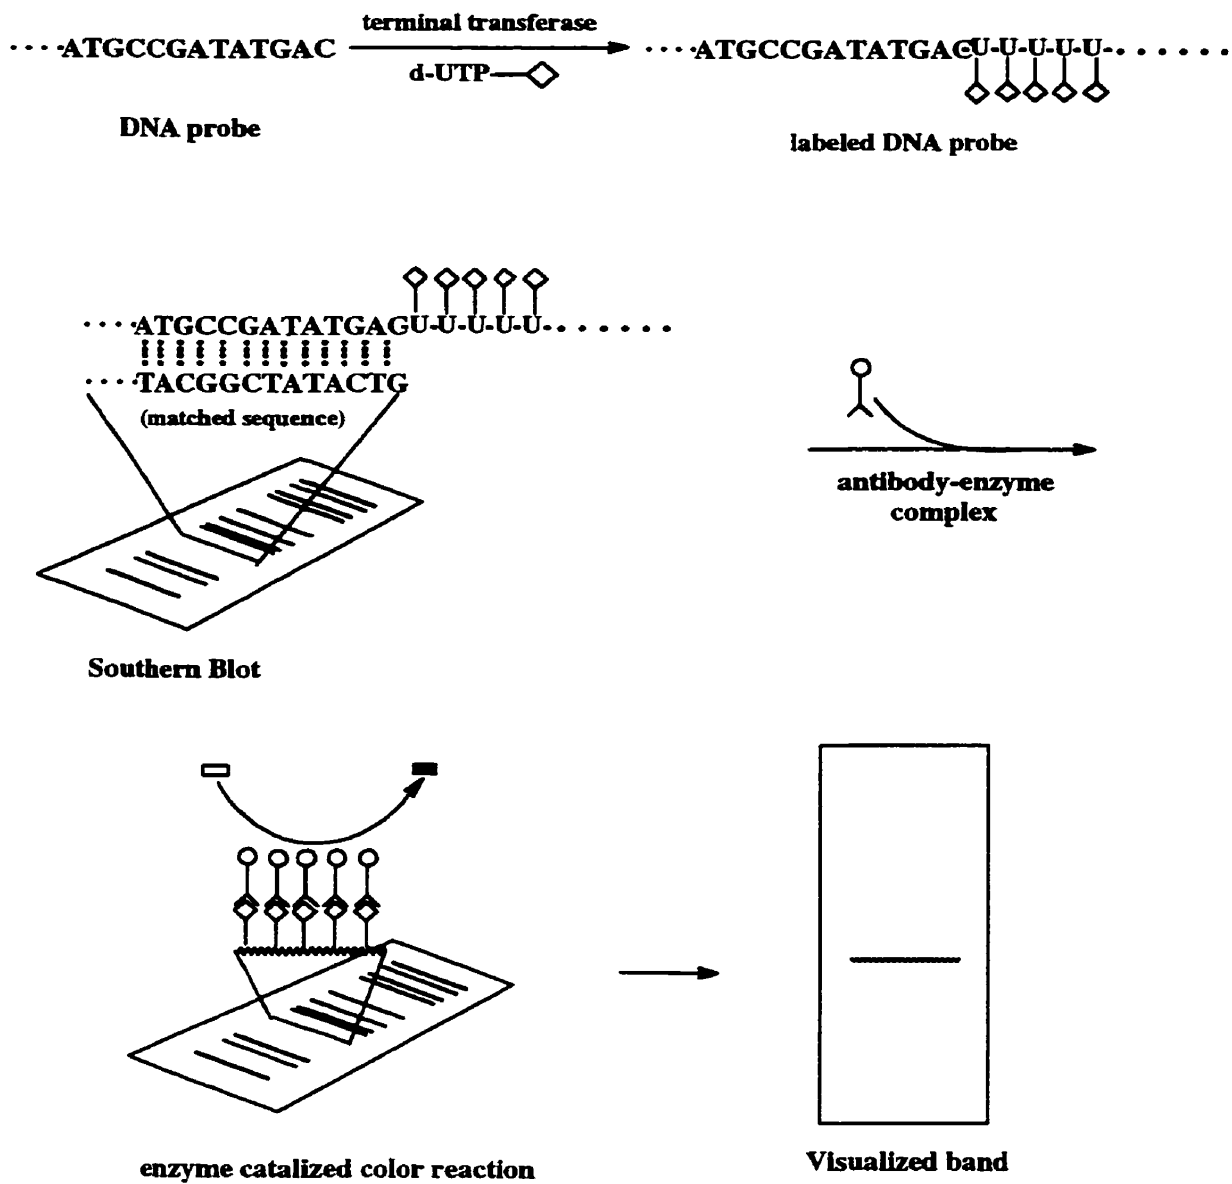 terminal transferase
····ATGCCGATATGAC
d-UTP
····ATGCCGATATGACU-U-U-U-U-·······
DNA probe
labeled DNA probe
····ATGCCGATATGAGU-U-U-U-U-·······
····TACGGCTATACTG
(matched sequence)
antibody-enzyme
complex
Southern Blot
enzyme catalized color reaction
Visualized band